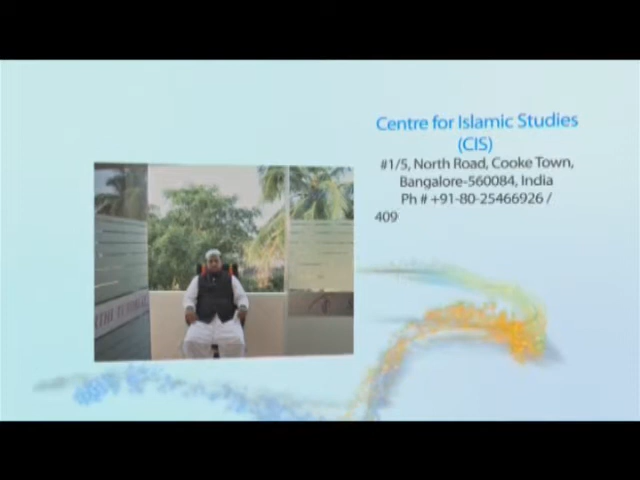 Centre for Islamic Studies
(CIS)
#1/5, North Road, Cooke Town,
Bangalore-560084, India
Ph # +91-80-25466926 /
409